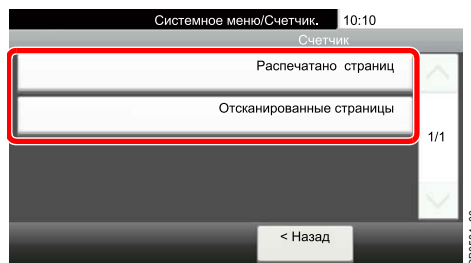 Системное меню/Счетчик. 10:10
Счетчик
Распечатано страниц
Отсканированные страницы
1/1
< Назад